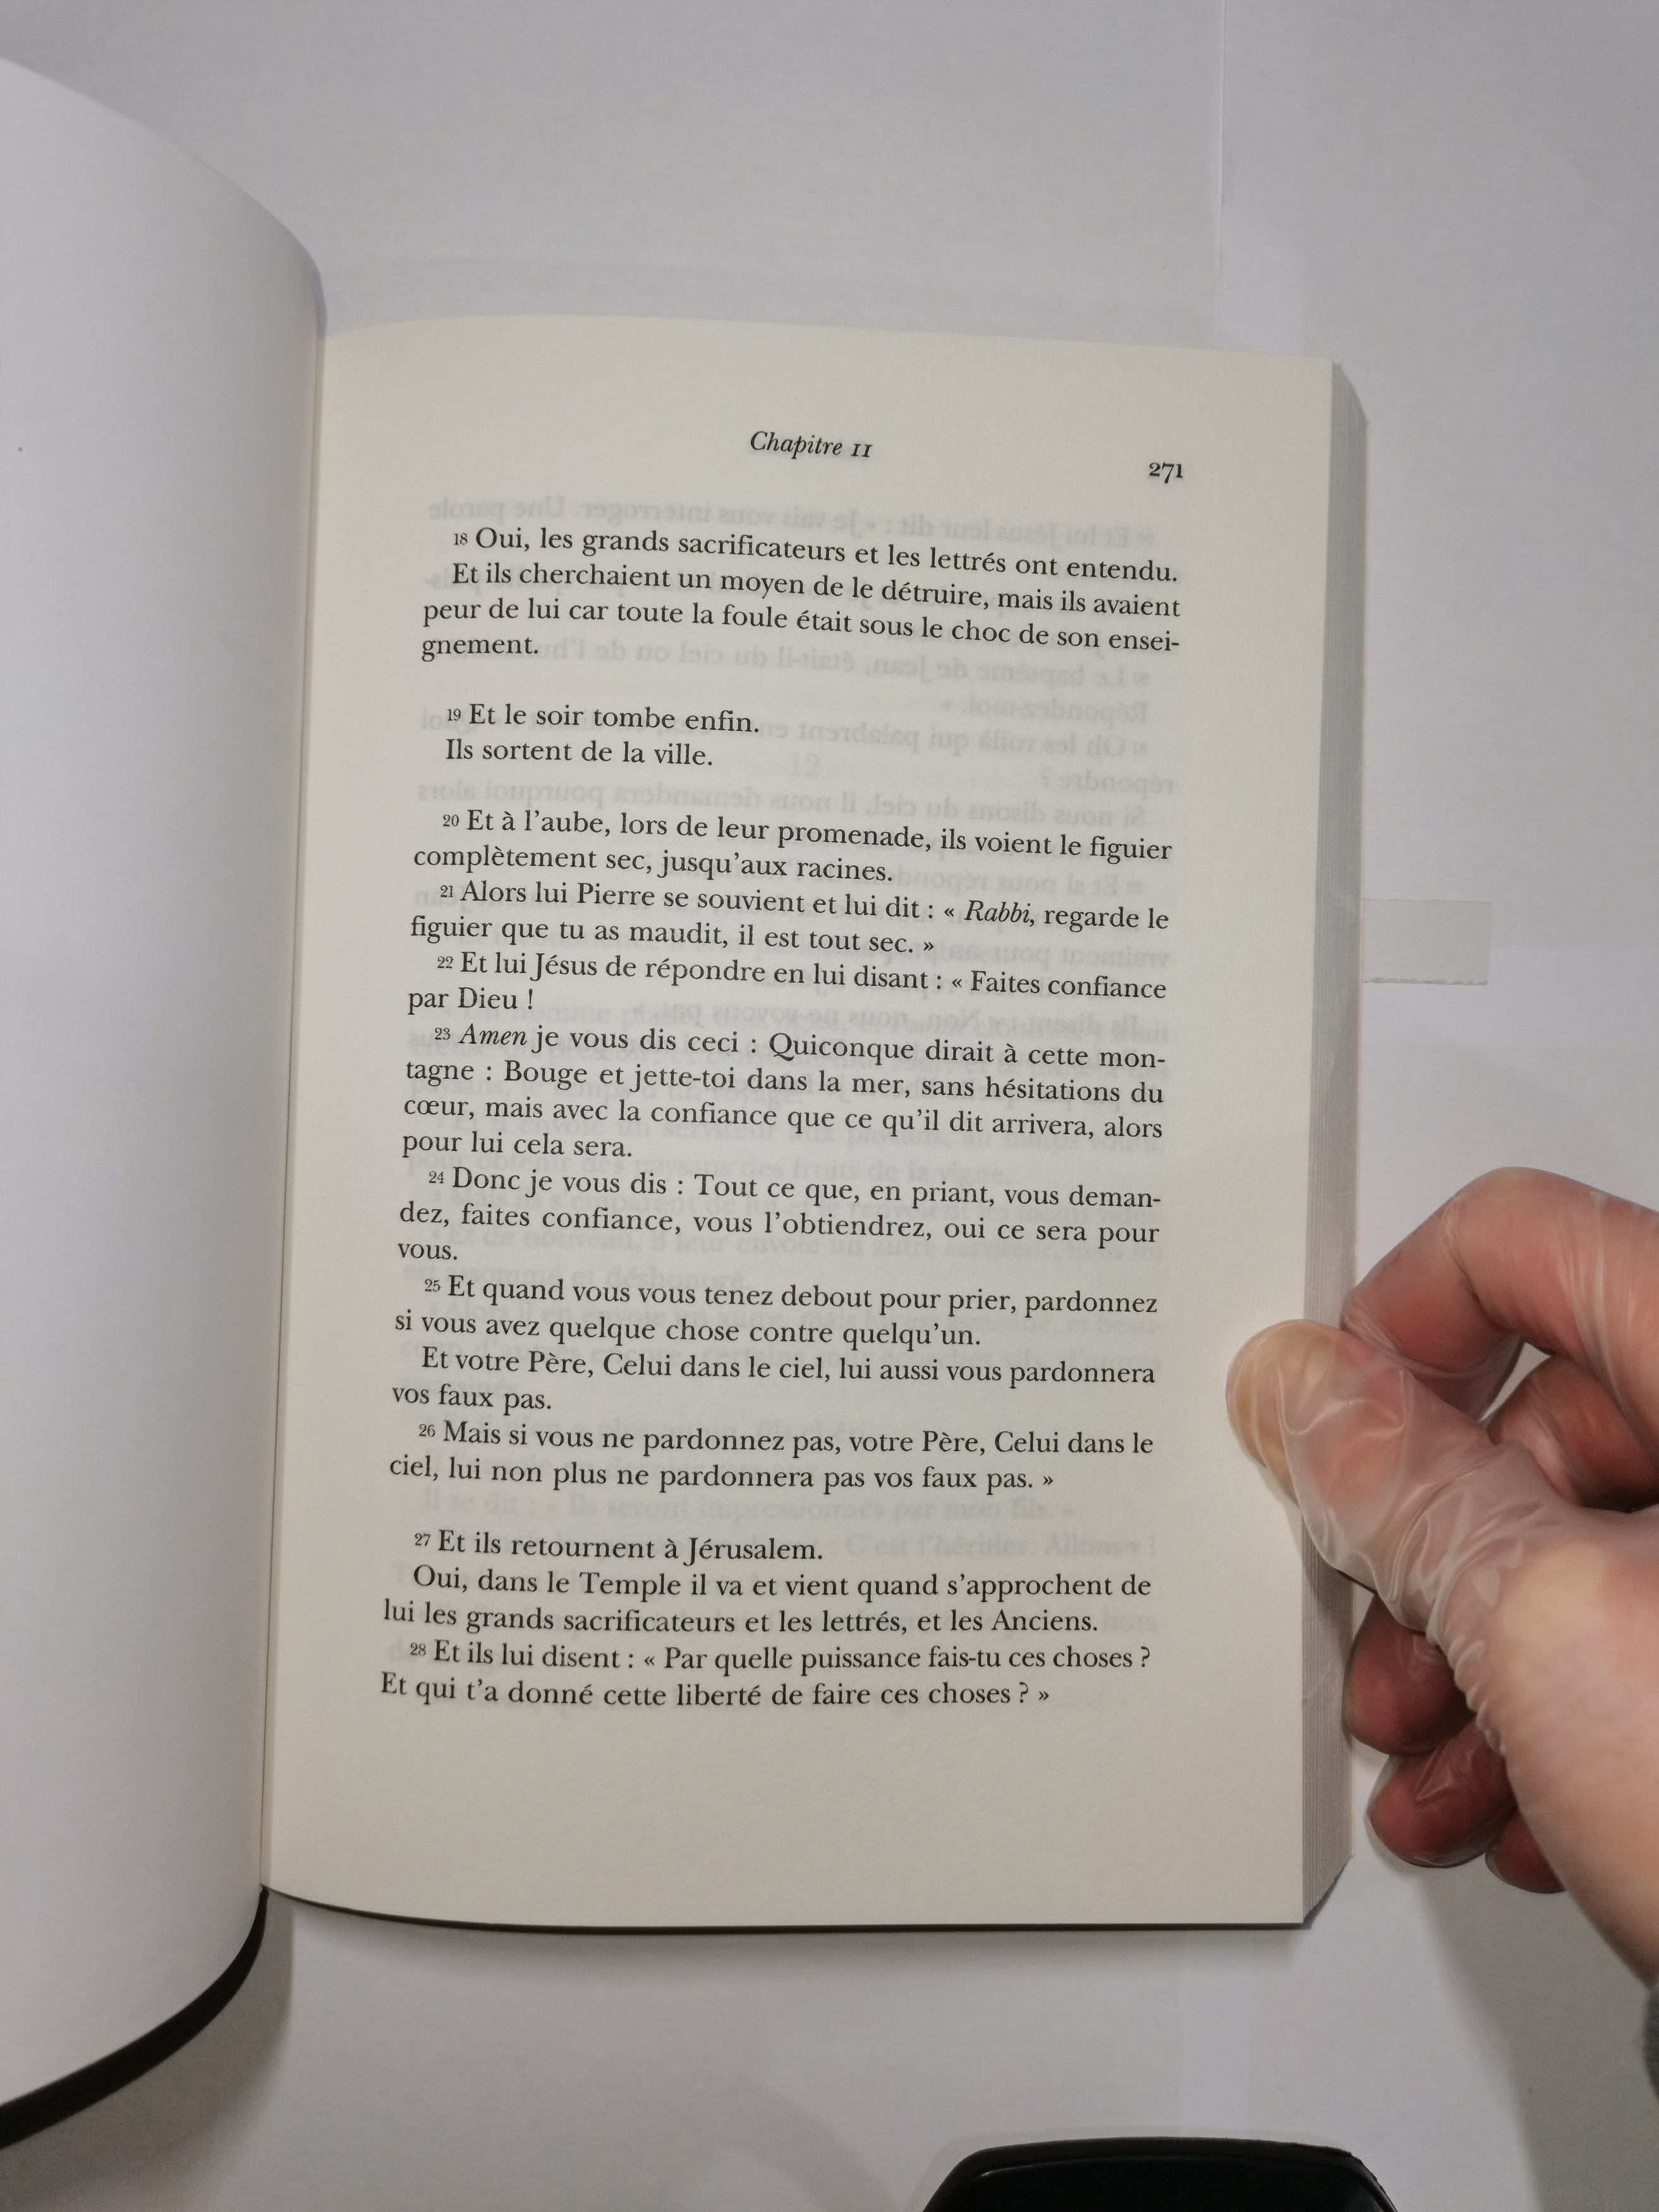 Chapitre 11
271
18 Oui, les grands sacrificateurs et les lettrés ont entendu.
Et ils cherchaient un moyen de le détruire, mais ils avaient
peur de lui car toute la foule était sous le choc de son ensei-
gnement.
19 Et le soir tombe enfin.
Ils sortent de la ville.
20 Et à l’aube, lors de leur promenade, ils voient le figuier
complètement sec, jusqu’aux racines.
21 Alors lui Pierre se souvient et lui dit : « Rabbi, regarde le
figuier que tu as maudit, il est tout sec. »
22 Et lui Jésus de répondre en lui disant : « Faites confiance
par Dieu !
23 Amen je vous dis ceci : Quiconque dirait à cette mon-
tagne : Bouge et jette-toi dans la mer, sans hésitations du
cœur, mais avec la confiance que ce qu’il dit arrivera, alors
pour lui cela sera.
24 Donc je vous dis : Tout ce que, en priant, vous deman-
dez, faites confiance, vous l’obtiendrez, oui ce sera pour
vous.
25 Et quand vous vous tenez debout pour prier, pardonnez
si vous avez quelque chose contre quelqu’un.
Et votre Père, Celui dans le ciel, lui aussi vous pardonnera
vos faux pas.
26 Mais si vous ne pardonnez pas, votre Père, Celui dans le
ciel, lui non plus ne pardonnera pas vos faux pas. »
27 Et ils retournent à Jérusalem.
Oui, dans le Temple il va et vient quand s’approchent de
lui les grands sacrificateurs et les lettrés, et les Anciens.
28 Et ils lui disent : « Par quelle puissance fais-tu ces choses ?
Et qui t’a donné cette liberté de faire ces choses ? »